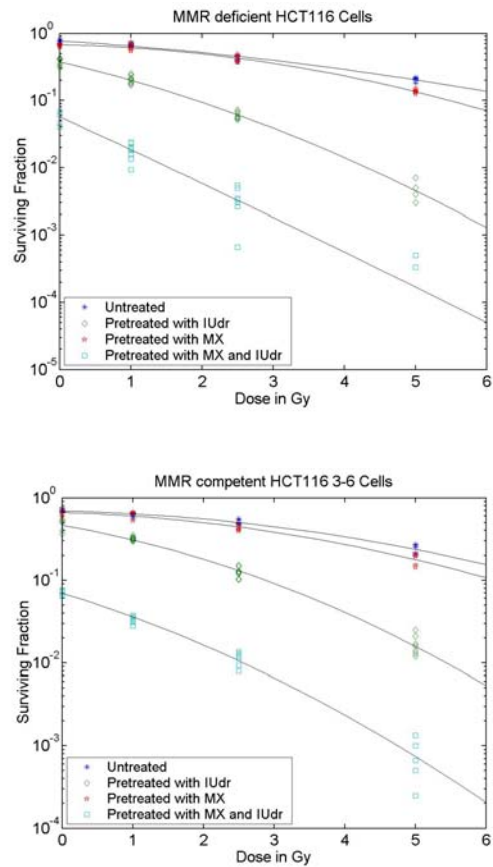 MMR deficient HCT116 Cells
10^0
10^-1
10^-2
10^-3
10^-4
10^-5
Surviving Fraction
Untreated
Pretreated with IUdr
Pretreated with MX
Pretreated with MX and IUdr
0 1 2 3 4 5 6
Dose in Gy
MMR competent HCT116 3-6 Cells
10^0
10^-1
10^-2
10^-3
10^-4
Surviving Fraction
Untreated
Pretreated with IUdr
Pretreated with MX
Pretreated with MX and IUdr
0 1 2 3 4 5 6
Dose in Gy